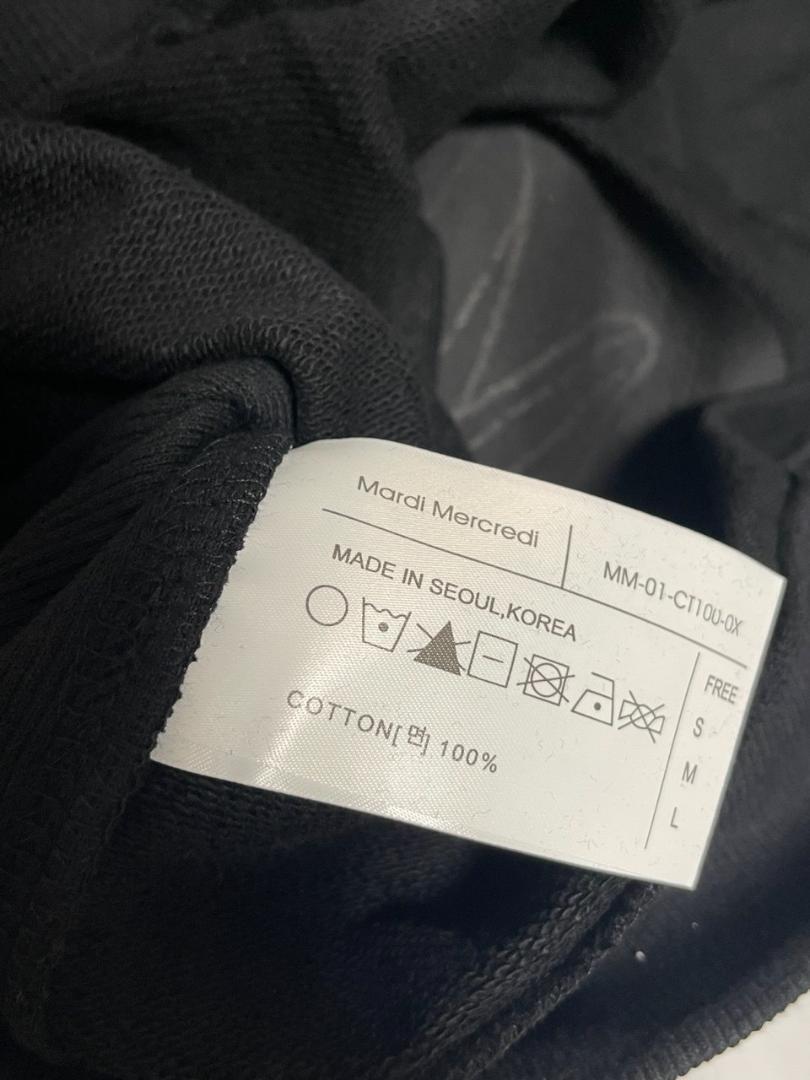 Mardi Mercredi
MM-01-CT10U-0X
MADE IN SEOUL,KOREA
COTTON[면] 100%
FREE
S
M
L